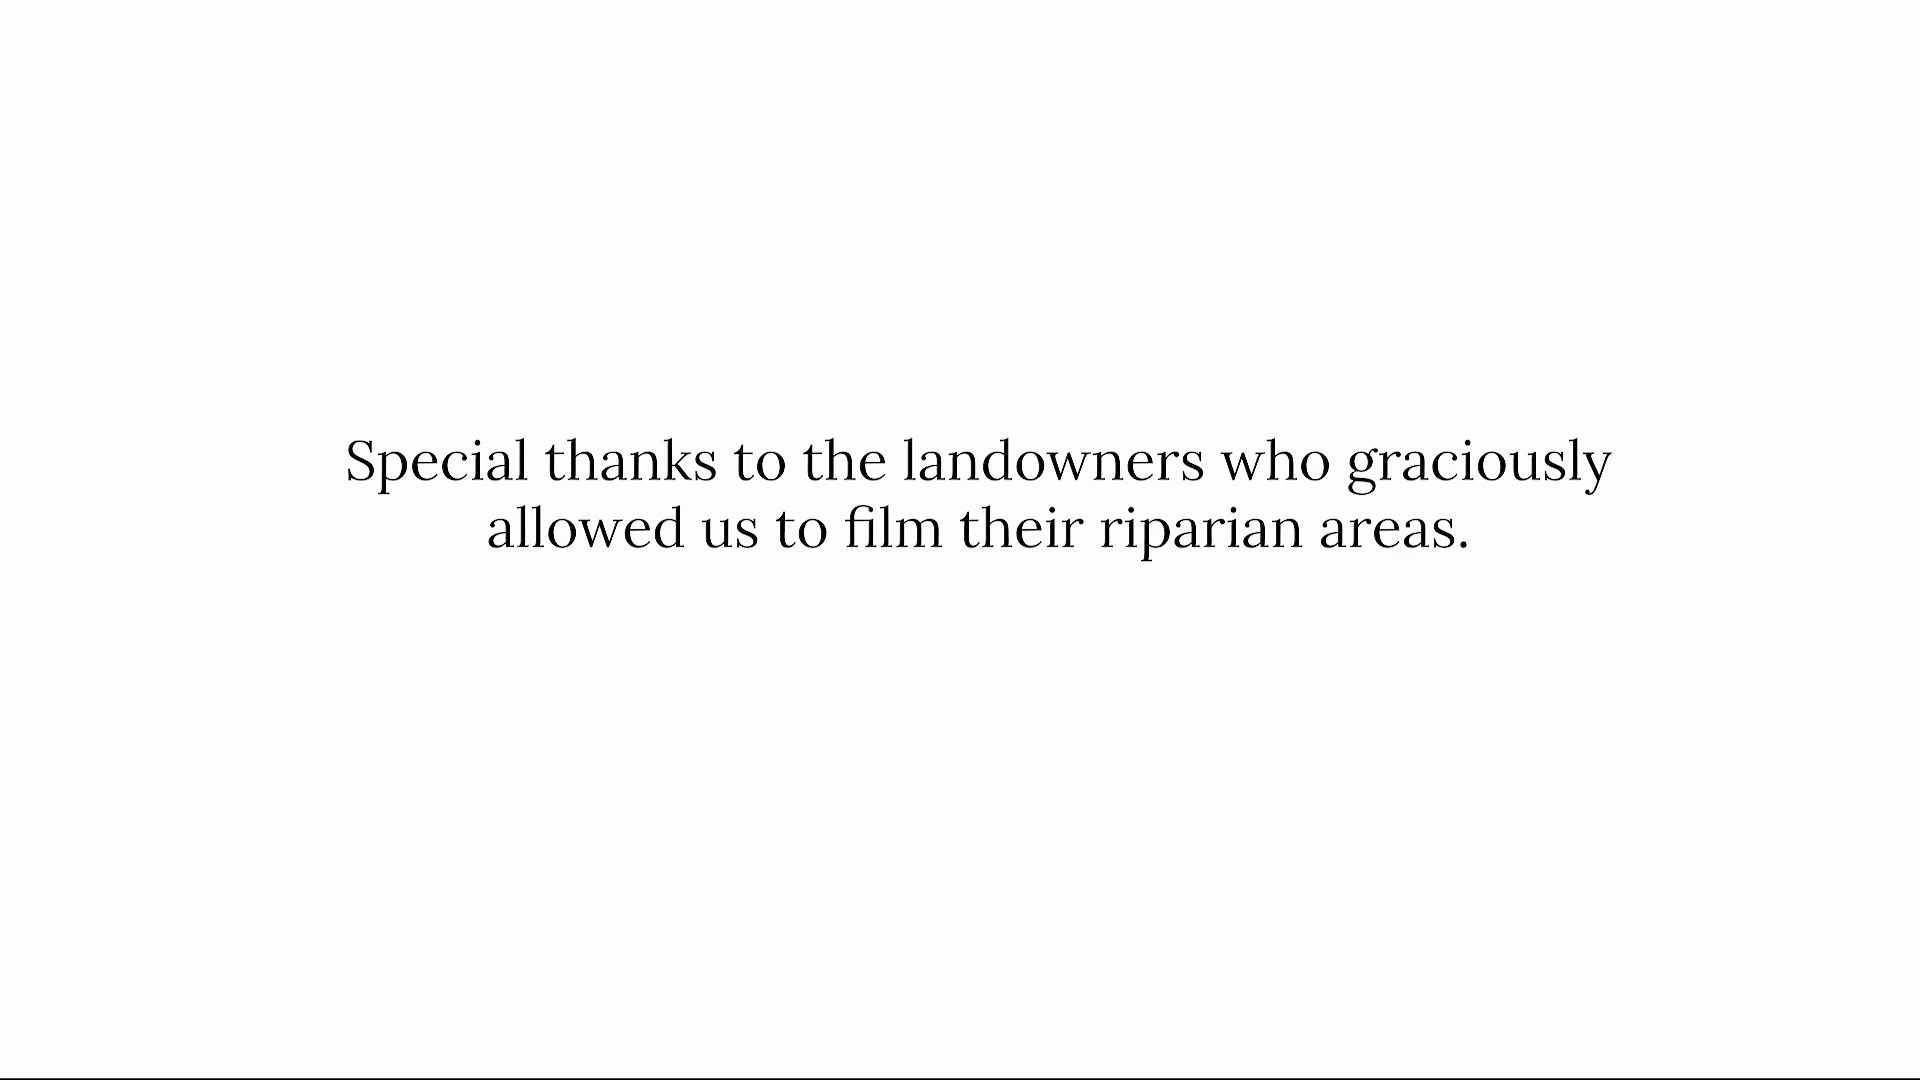 Special thanks to the landowners who graciously
allowed us to film their riparian areas.